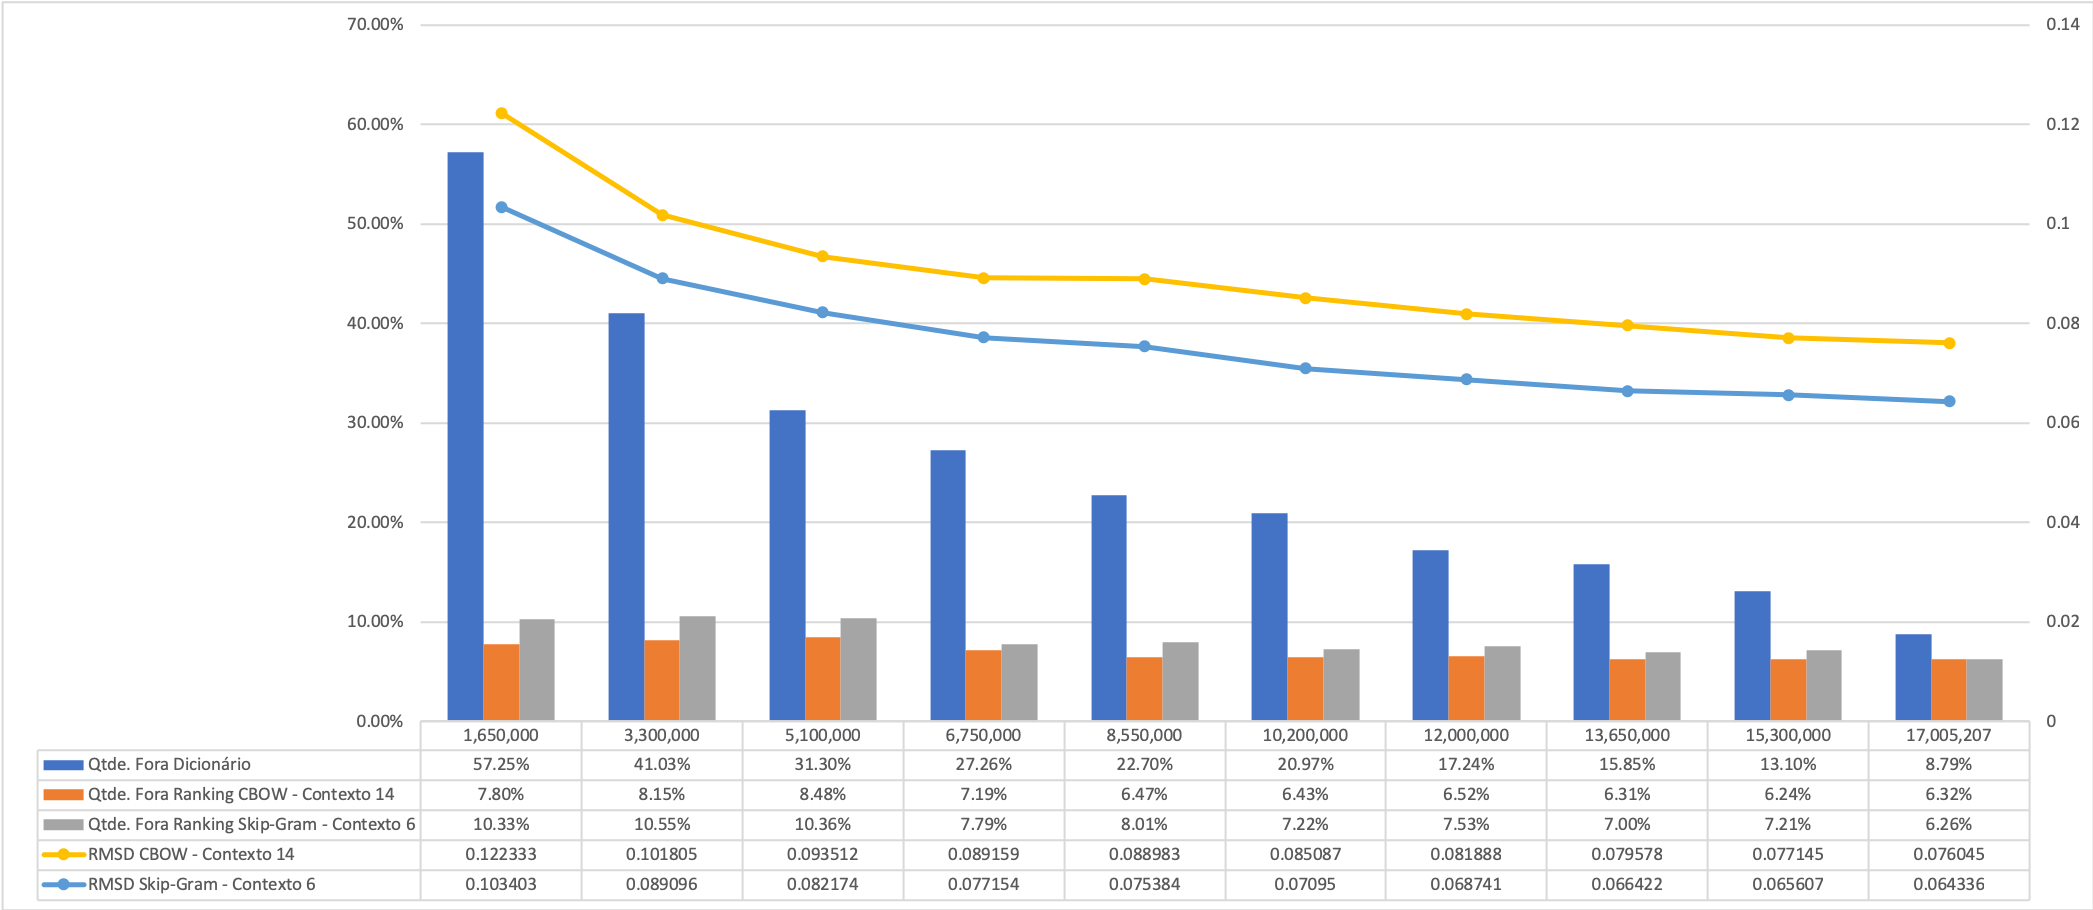 70.00% 0.14
60.00% 0.12
50.00% 0.1
40.00% 0.08
30.00% 0.06
20.00% 0.04
10.00% 0.02
0.00% 0
1,650,000 3,300,000 5,100,000 6,750,000 8,550,000 10,200,000 12,000,000 13,650,000 15,300,000 17,005,207
Qtde. Fora Dicionário 57.25% 41.03% 31.30% 27.26% 22.70% 20.97% 17.24% 15.85% 13.10% 8.79%
Qtde. Fora Ranking CBOW - Contexto 14 7.80% 8.15% 8.48% 7.19% 6.47% 6.43% 6.52% 6.31% 6.24% 6.32%
Qtde. Fora Ranking Skip-Gram - Contexto 6 10.33% 10.55% 10.36% 7.79% 8.01% 7.22% 7.53% 7.00% 7.21% 6.26%
RMSD CBOW - Contexto 14 0.122333 0.101805 0.093512 0.089159 0.088983 0.085087 0.081888 0.079578 0.077145 0.076045
RMSD Skip-Gram - Contexto 6 0.103403 0.089096 0.082174 0.077154 0.075384 0.07095 0.068741 0.066422 0.065607 0.064336